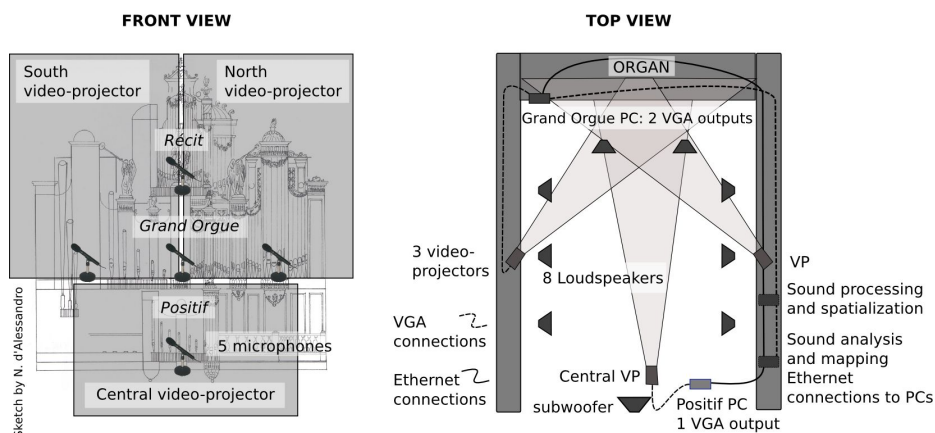 FRONT VIEW
South
video-projector
North
video-projector
Récit
Grand Orgue
Positif
5 microphones
Central video-projector
Sketch by N. d'Alessandro
TOP VIEW
ORGAN
Grand Orgue PC: 2 VGA outputs
3 video-
projectors
8 Loudspeakers
VP
Sound processing
and spatialization
VGA
connections
Sound analysis
and mapping
Ethernet
connections to PCs
Ethernet
connections
Central VP
subwoofer
Positif PC
1 VGA output